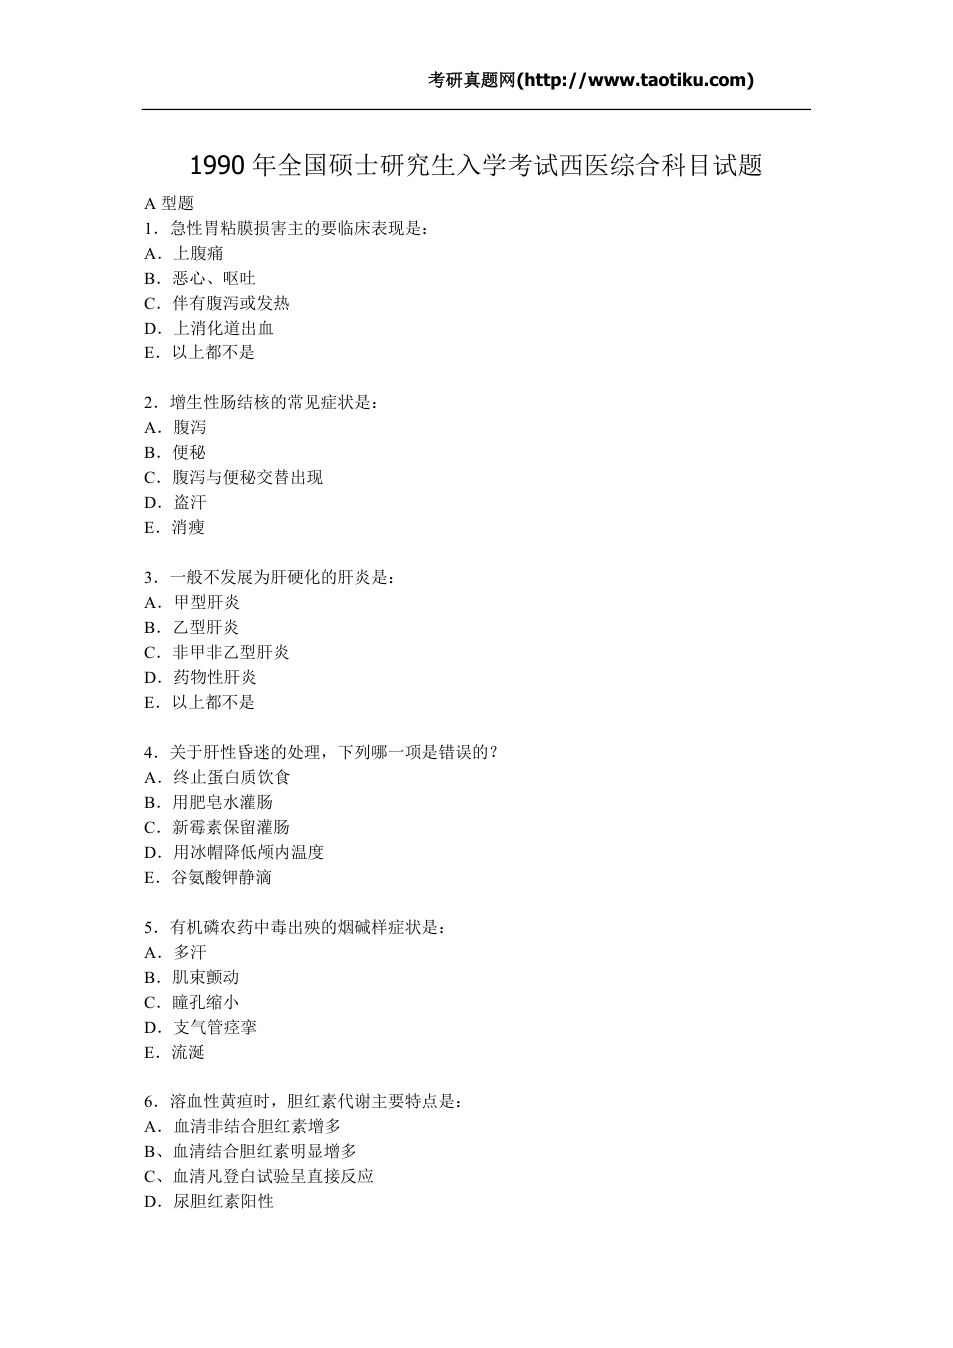 考研真题网(http://www.taotiku.com)
1990 年全国硕士研究生入学考试西医综合科目试题
A 型题
1．急性胃粘膜损害主的要临床表现是:
A．上腹痛
B．恶心、呕吐
C．伴有腹泻或发热
D．上消化道出血
E．以上都不是
2．增生性肠结核的常见症状是:
A．腹泻
B．便秘
C．腹泻与便秘交替出现
D．盗汗
E．消瘦
3．一般不发展为肝硬化的肝炎是:
A．甲型肝炎
B．乙型肝炎
C．非甲非乙型肝炎
D．药物性肝炎
E．以上都不是
4．关于肝性昏迷的处理，下列哪一项是错误的?
A．终止蛋白质饮食
B．用肥皂水灌肠
C．新霉素保留灌肠
D．用冰帽降低颅内温度
E．谷氨酸钾静滴
5．有机磷农药中毒出殃的烟碱样症状是:
A．多汗
B．肌束颤动
C．瞳孔缩小
D．支气管痉挛
E．流涎
6．溶血性黄疸时，胆红素代谢主要特点是:
A．血清非结合胆红素增多
B、血清结合胆红素明显增多
C、血清凡登白试验呈直接反应
D．尿胆红素阳性